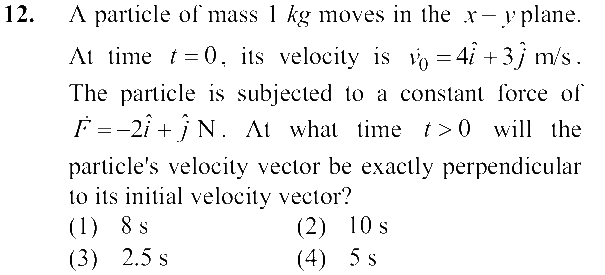 12. A particle of mass 1 kg moves in the x – y plane.
At time t = 0, its velocity is v⃗₀ = 4î + 3ĵ m/s.
The particle is subjected to a constant force of
F⃗ = –2î + ĵ N. At what time t > 0 will the
particle's velocity vector be exactly perpendicular
to its initial velocity vector?
(1) 8 s (2) 10 s
(3) 2.5 s (4) 5 s